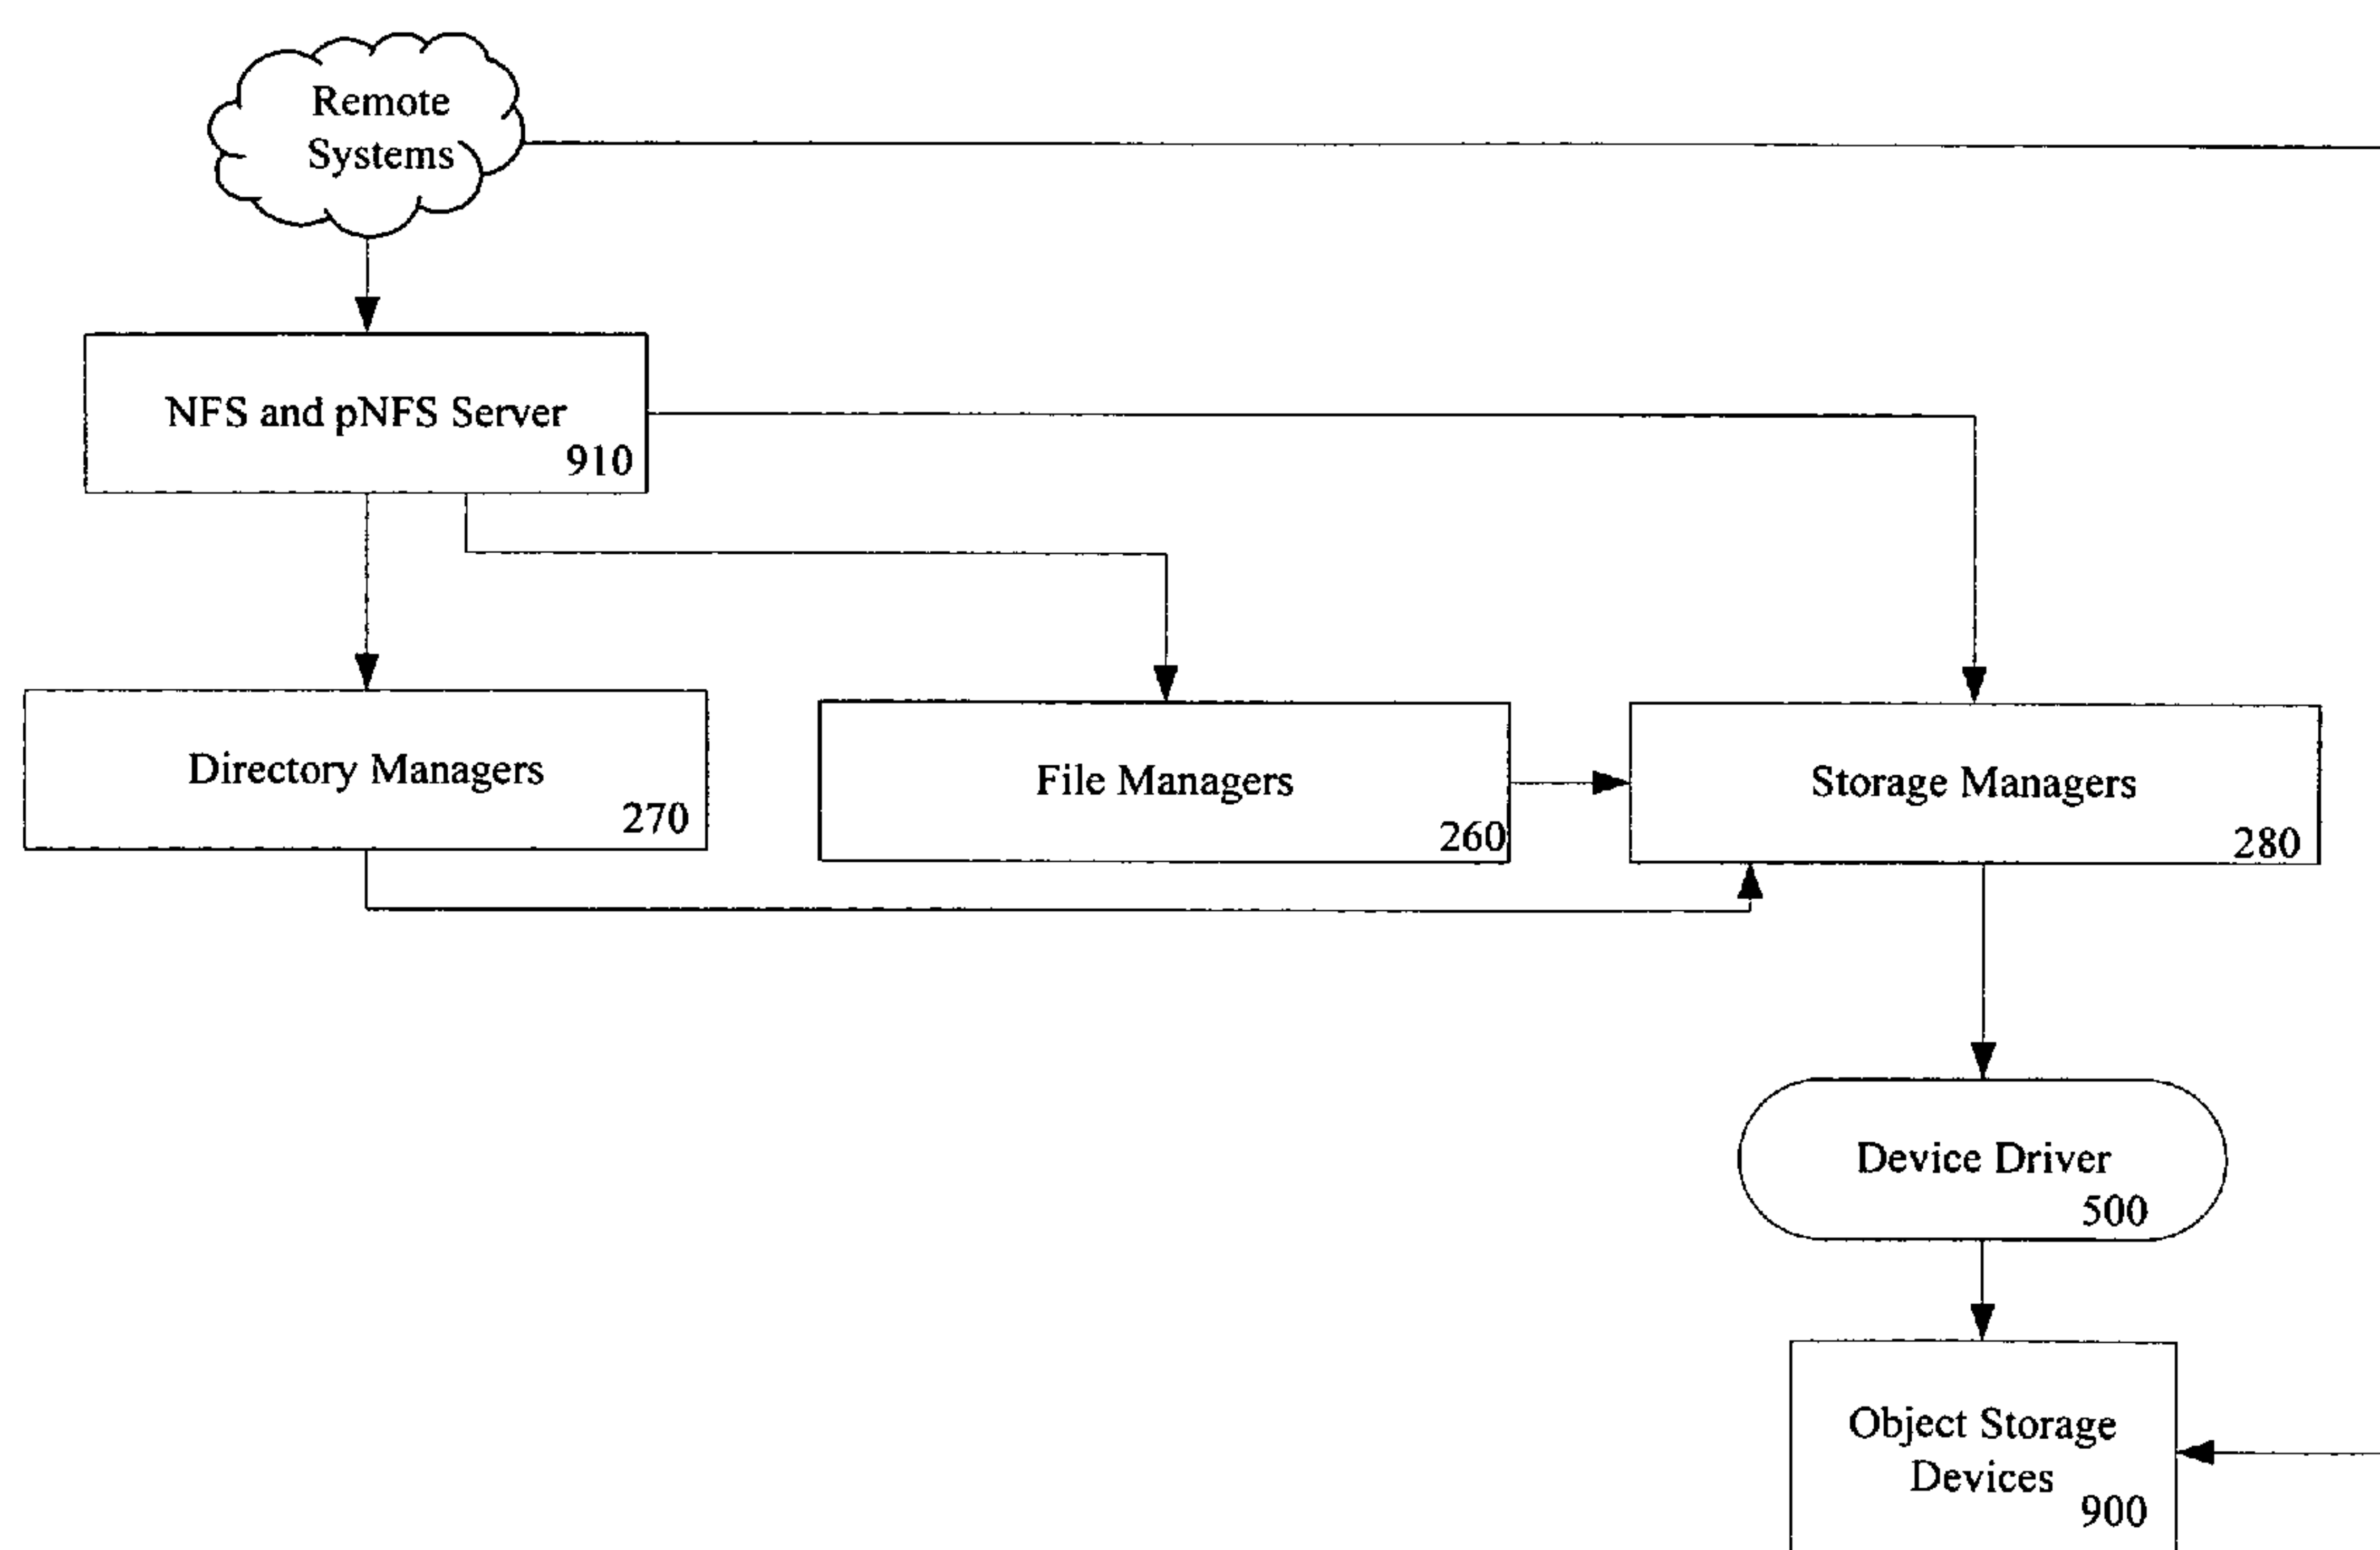 Remote
Systems
NFS and pNFS Server
910
Directory Managers
270
File Managers
260
Storage Managers
280
Device Driver
500
Object Storage
Devices
900